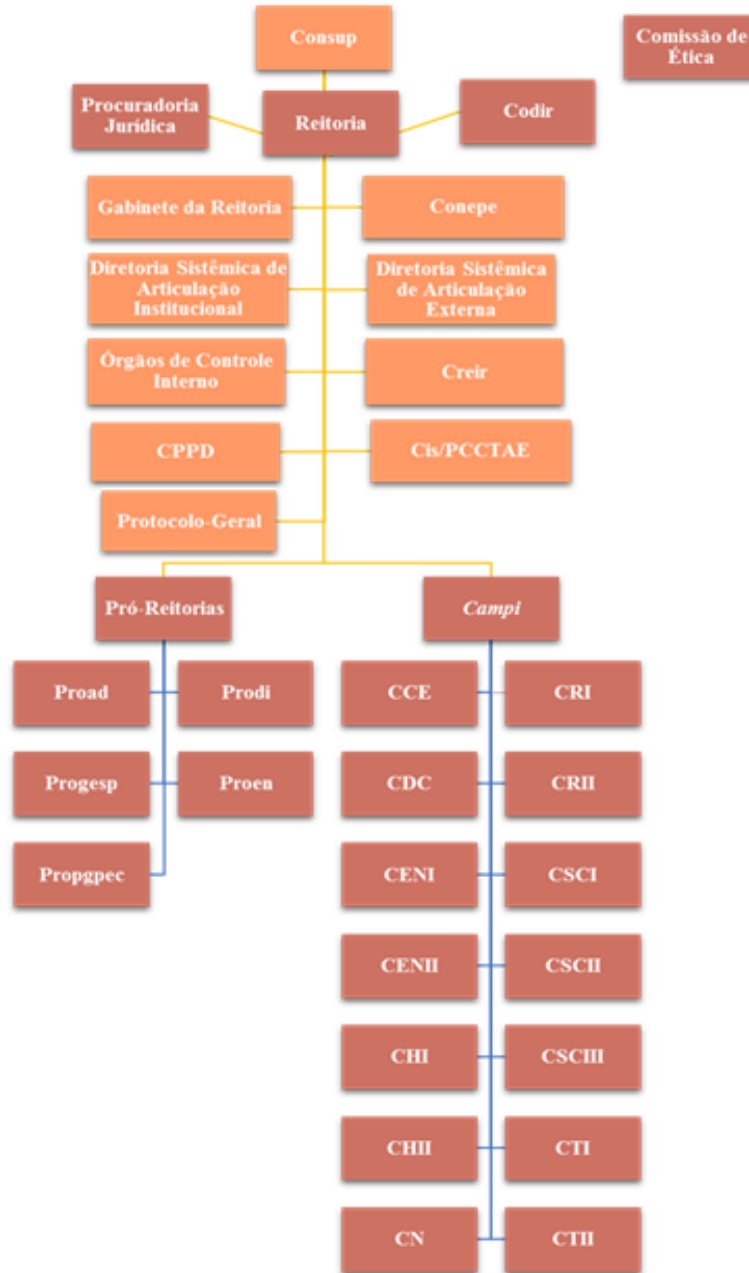 Consup
Comissão de
Ética
Procuradoria
Jurídica
Reitoria
Codir
Gabinete da Reitoria
Conepe
Diretoria Sistêmica de
Articulação
Institucional
Diretoria Sistêmica
de Articulação
Externa
Órgãos de Controle
Interno
Creir
CPPD
Cis/PCCTAE
Protocolo-Geral
Pró-Reitorias
Campi
Proad
Prodi
CCE
CRI
Progesp
Proen
CDC
CRII
Propgpec
CENI
CSCI
CENII
CSCII
CHI
CSCIII
CHII
CTI
CN
CTII